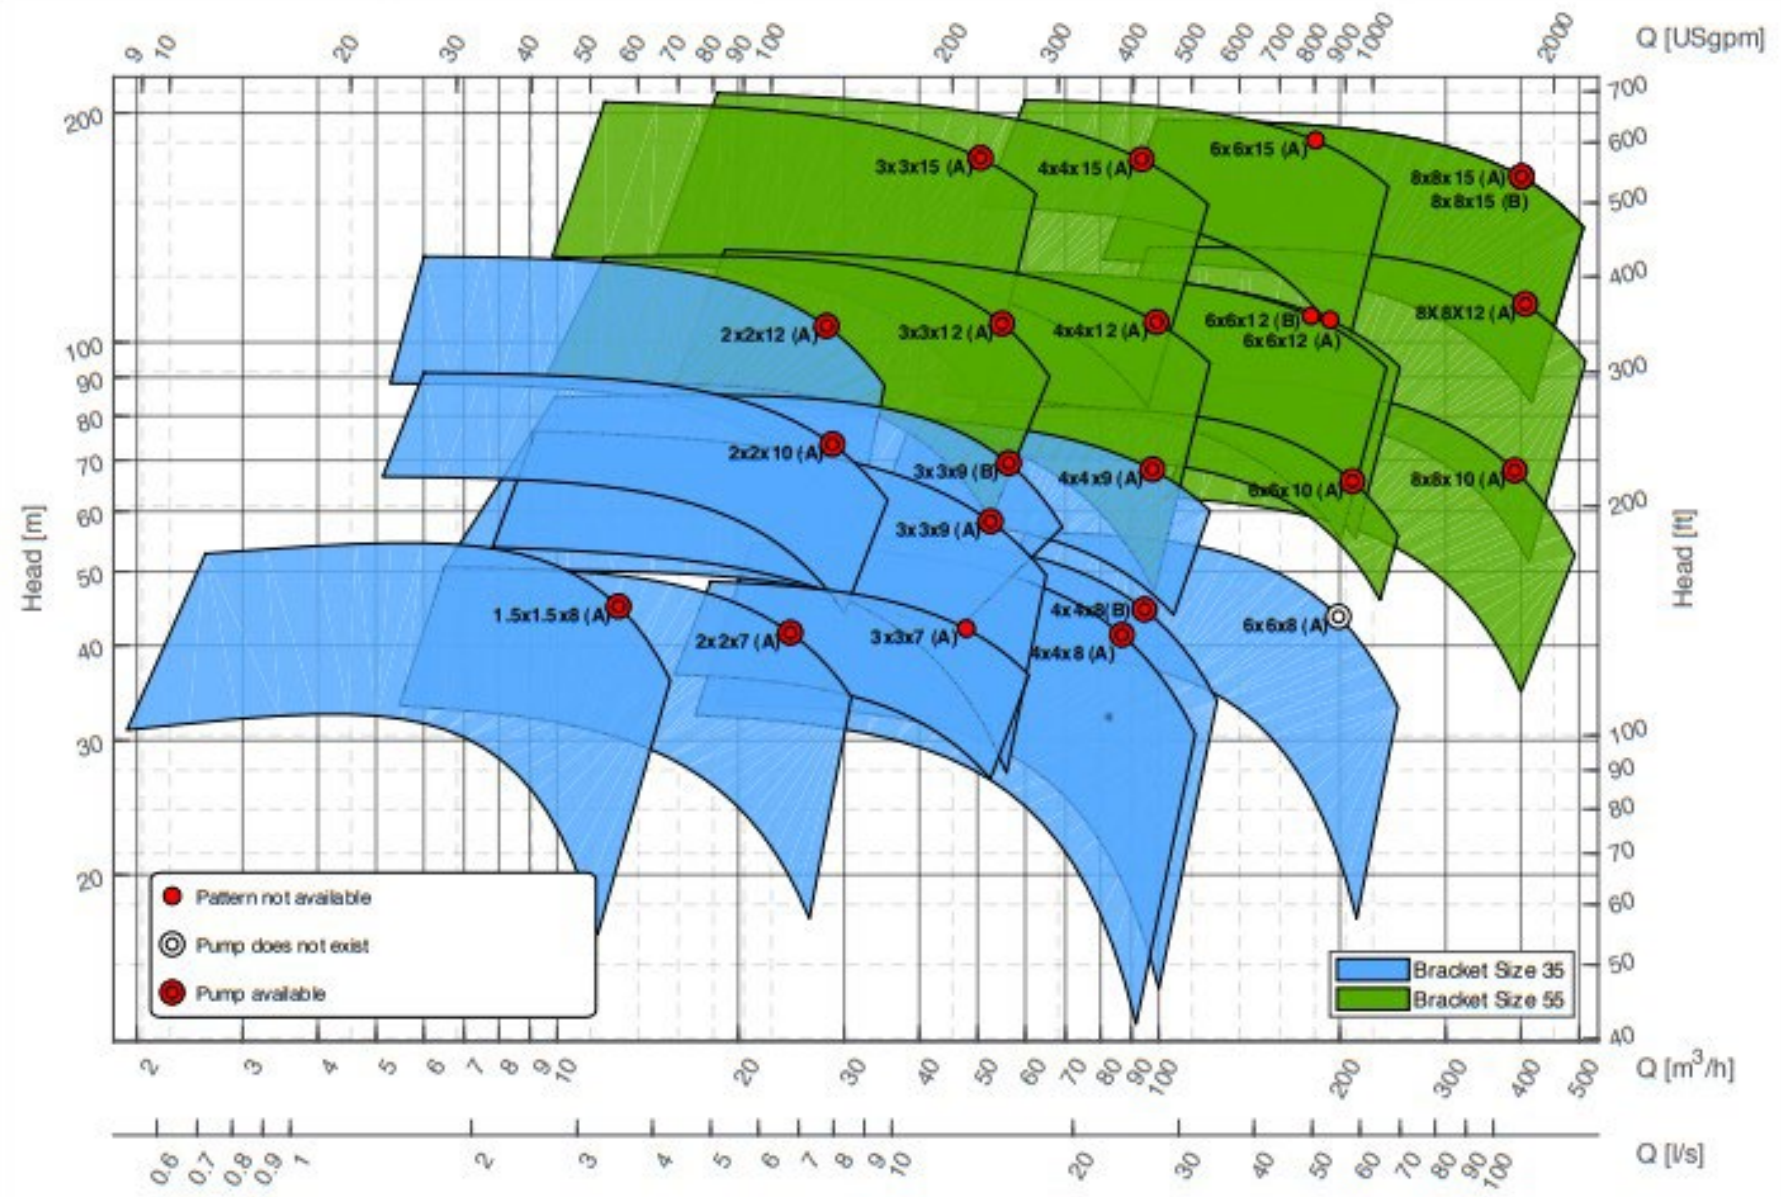 9 10 20 30 40 50 60 70 80 90 100 200 300 400 500 600 700 800 900 1000 2000 Q [USgpm]
200
100
90
80
70
60
50
40
30
20
Head [m]
700
600
500
400
300
200
100
90
80
70
60
50
40
Head [ft]
6x6x15 (A)
3x3x15 (A)
4x4x15 (A)
8x8x15 (A)
8x8x15 (B)
8X8X12 (A)
2x2x12 (A)
3x3x12 (A)
4x4x12 (A)
6x6x12 (B)
6x6x12 (A)
2x2x10 (A)
3x3x9 (B)
4x4x9 (A)
6x6x10 (A)
8x8x10 (A)
3x3x9 (A)
1.5x1.5x8 (A)
2x2x7 (A)
3x3x7 (A)
4x4x8(B)
4x4x8 (A)
6x6x8 (A)
Pattern not available
Pump does not exist
Pump available
Bracket Size 35
Bracket Size 55
2 3 4 5 6 7 8 9 10 20 30 40 50 60 70 80 90 100 200 300 400 500 Q [m³/h]
0.6 0.7 0.8 0.9 1 2 3 4 5 6 7 8 9 10 20 30 40 50 60 70 80 90 100 Q [l/s]